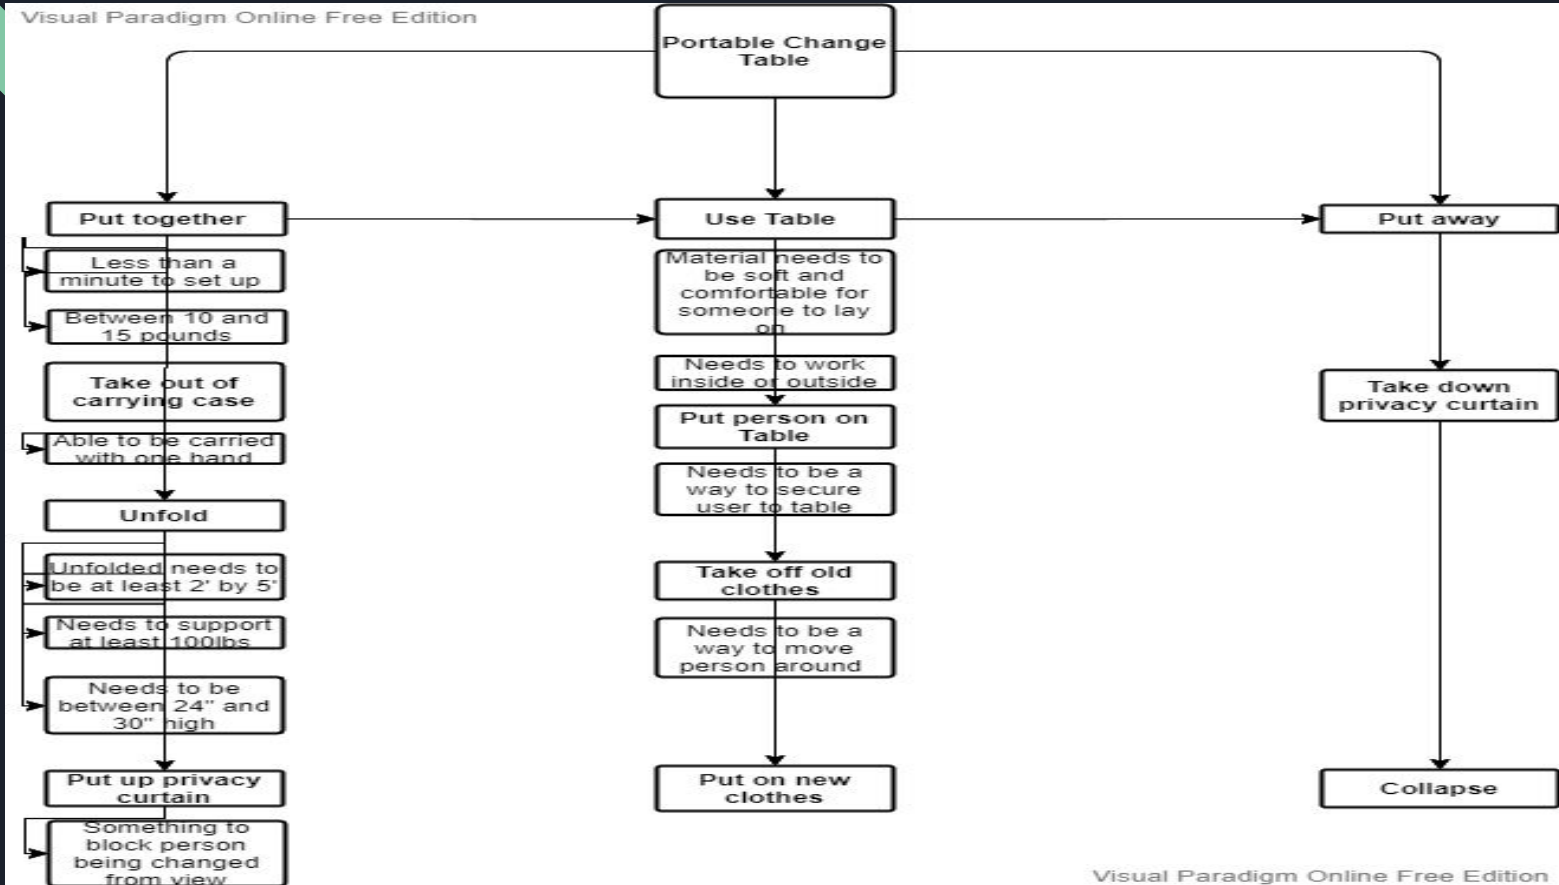 Visual Paradigm Online Free Edition
Portable Change
Table
Put together
Less than a
minute to set up
Between 10 and
15 pounds
Take out of
carrying case
Able to be carried
with one hand
Unfold
Unfolded needs to
be at least 2' by 5'
Needs to support
at least 100lbs
Needs to be
between 24" and
30" high
Put up privacy
curtain
Something to
block person
being changed
from view
Use Table
Material needs to
be soft and
comfortable for
someone to lay
on
Needs to work
inside or outside
Put person on
Table
Needs to be a
way to secure
user to table
Take off old
clothes
Needs to be a
way to move
person around
Put on new
clothes
Put away
Take down
privacy curtain
Collapse
Visual Paradigm Online Free Edition